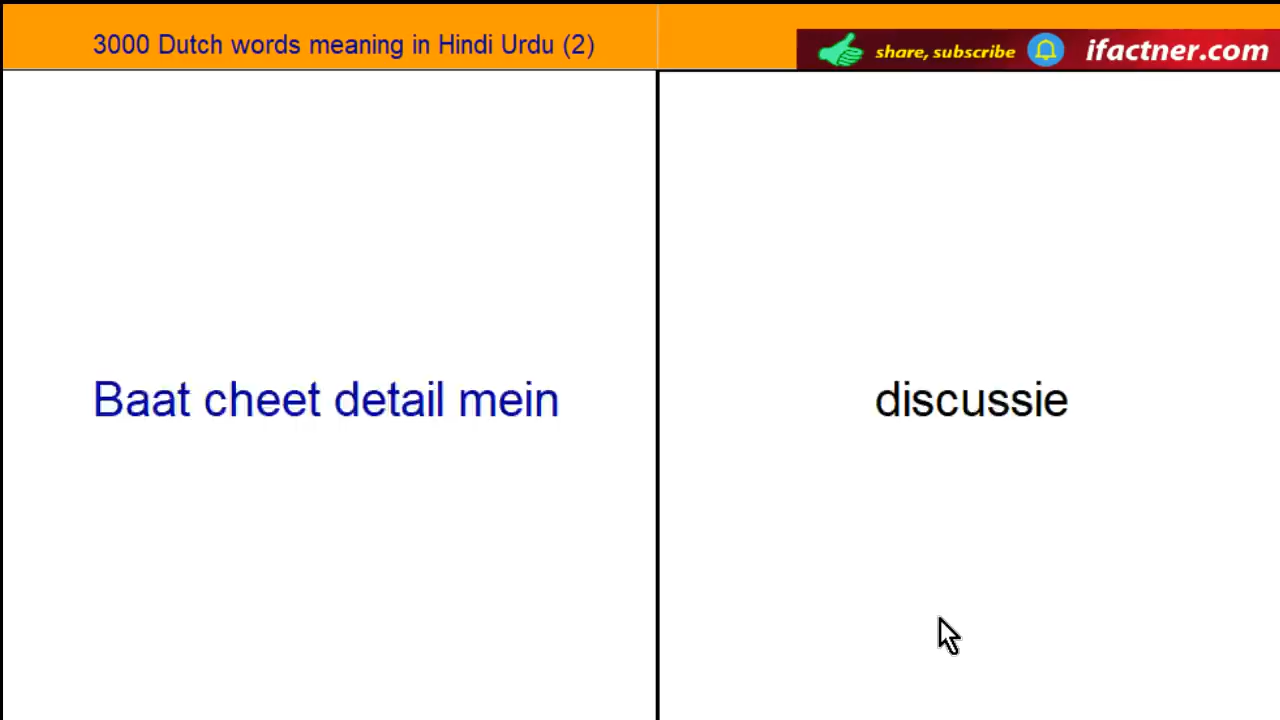 3000 Dutch words meaning in Hindi Urdu (2)
share, subscribe
ifactner.com
Baat cheet detail mein
discussie